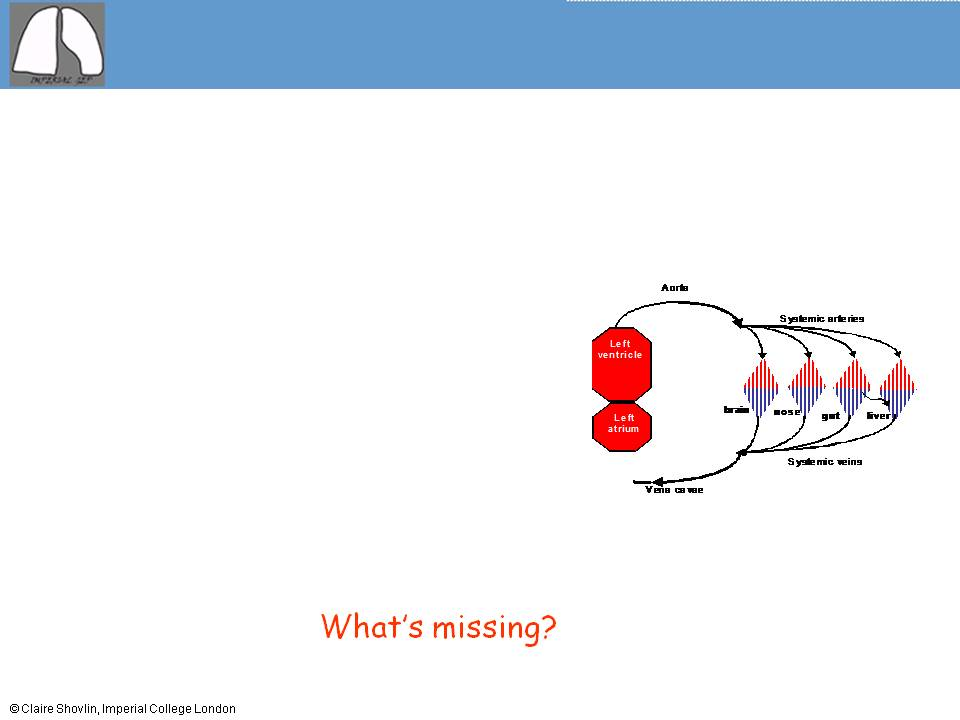 Aorta
Systemic arteries
Left
ventricle
Left
atrium
brain
nose
gut
liver
Systemic veins
Vena cavae
What's missing?
© Claire Shovlin, Imperial College London